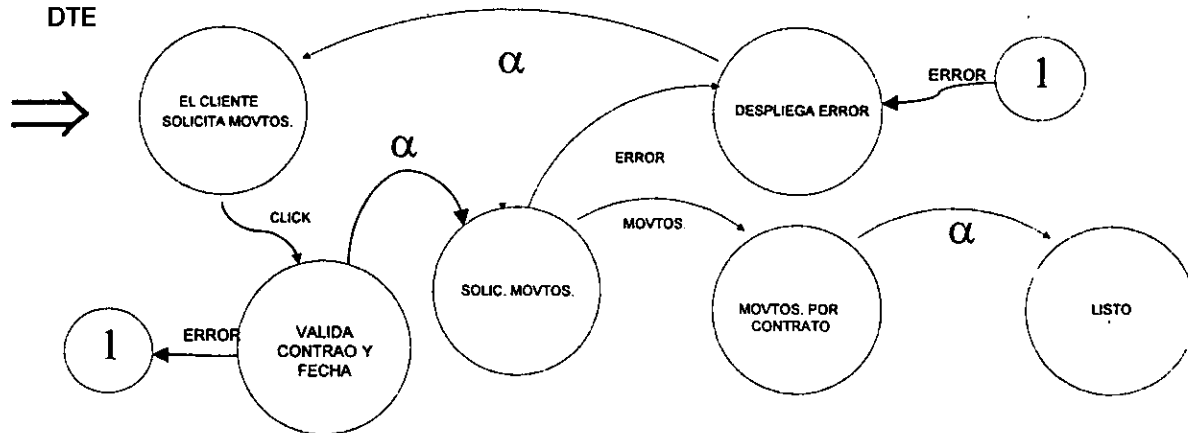 DTE
EL CLIENTE
SOLICITA MOVTOS.
α
DESPLIEGA ERROR
ERROR
1
α
ERROR
CLICK
MOVTOS
α
SOLIC. MOVTOS.
MOVTOS. POR
CONTRATO
LISTO
1
ERROR
VALIDA
CONTRAO Y
FECHA